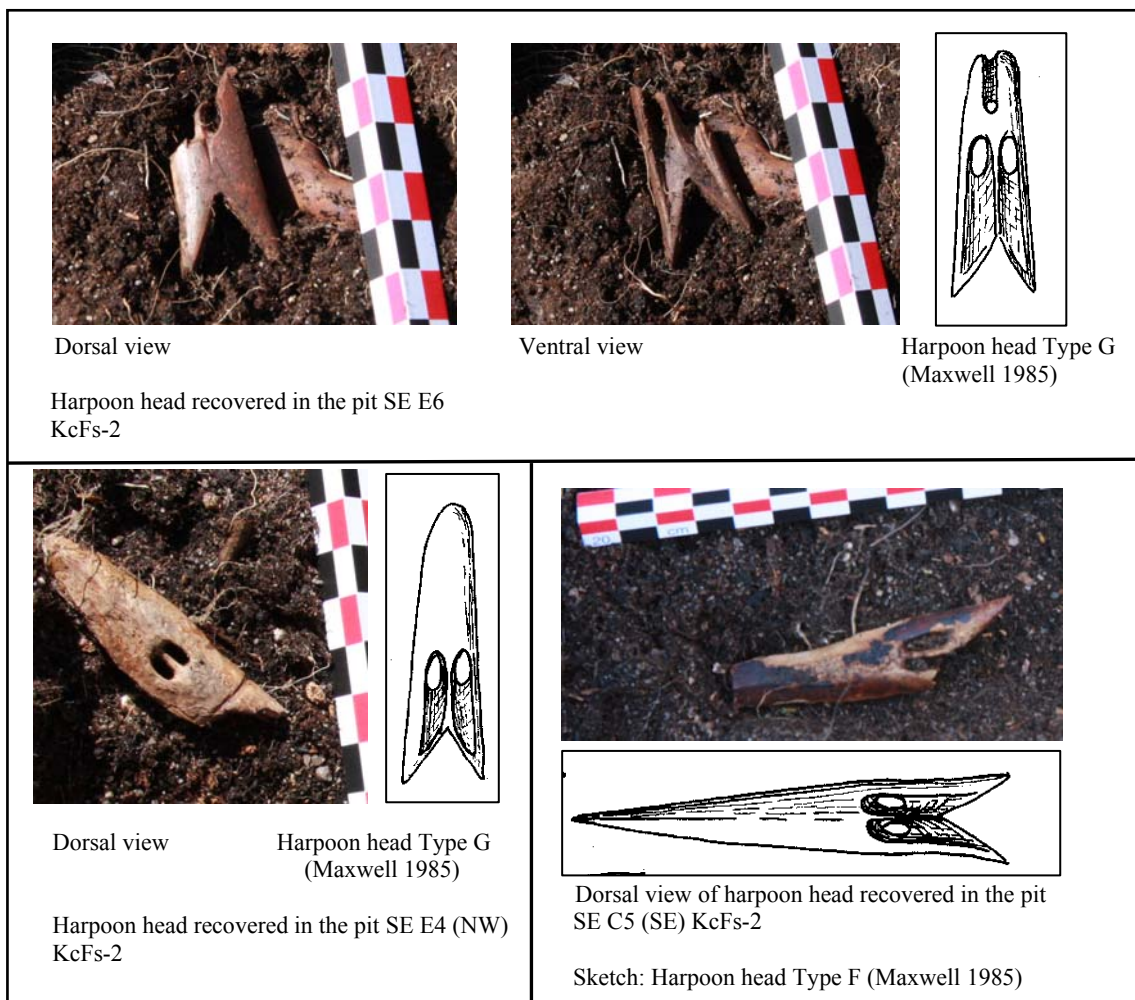 Dorsal view
Ventral view
Harpoon head Type G
(Maxwell 1985)
Harpoon head recovered in the pit SE E6
KcFs-2
Dorsal view
Harpoon head Type G
(Maxwell 1985)
Harpoon head recovered in the pit SE E4 (NW)
KcFs-2
20
cm
Dorsal view of harpoon head recovered in the pit
SE C5 (SE) KcFs-2
Sketch: Harpoon head Type F (Maxwell 1985)